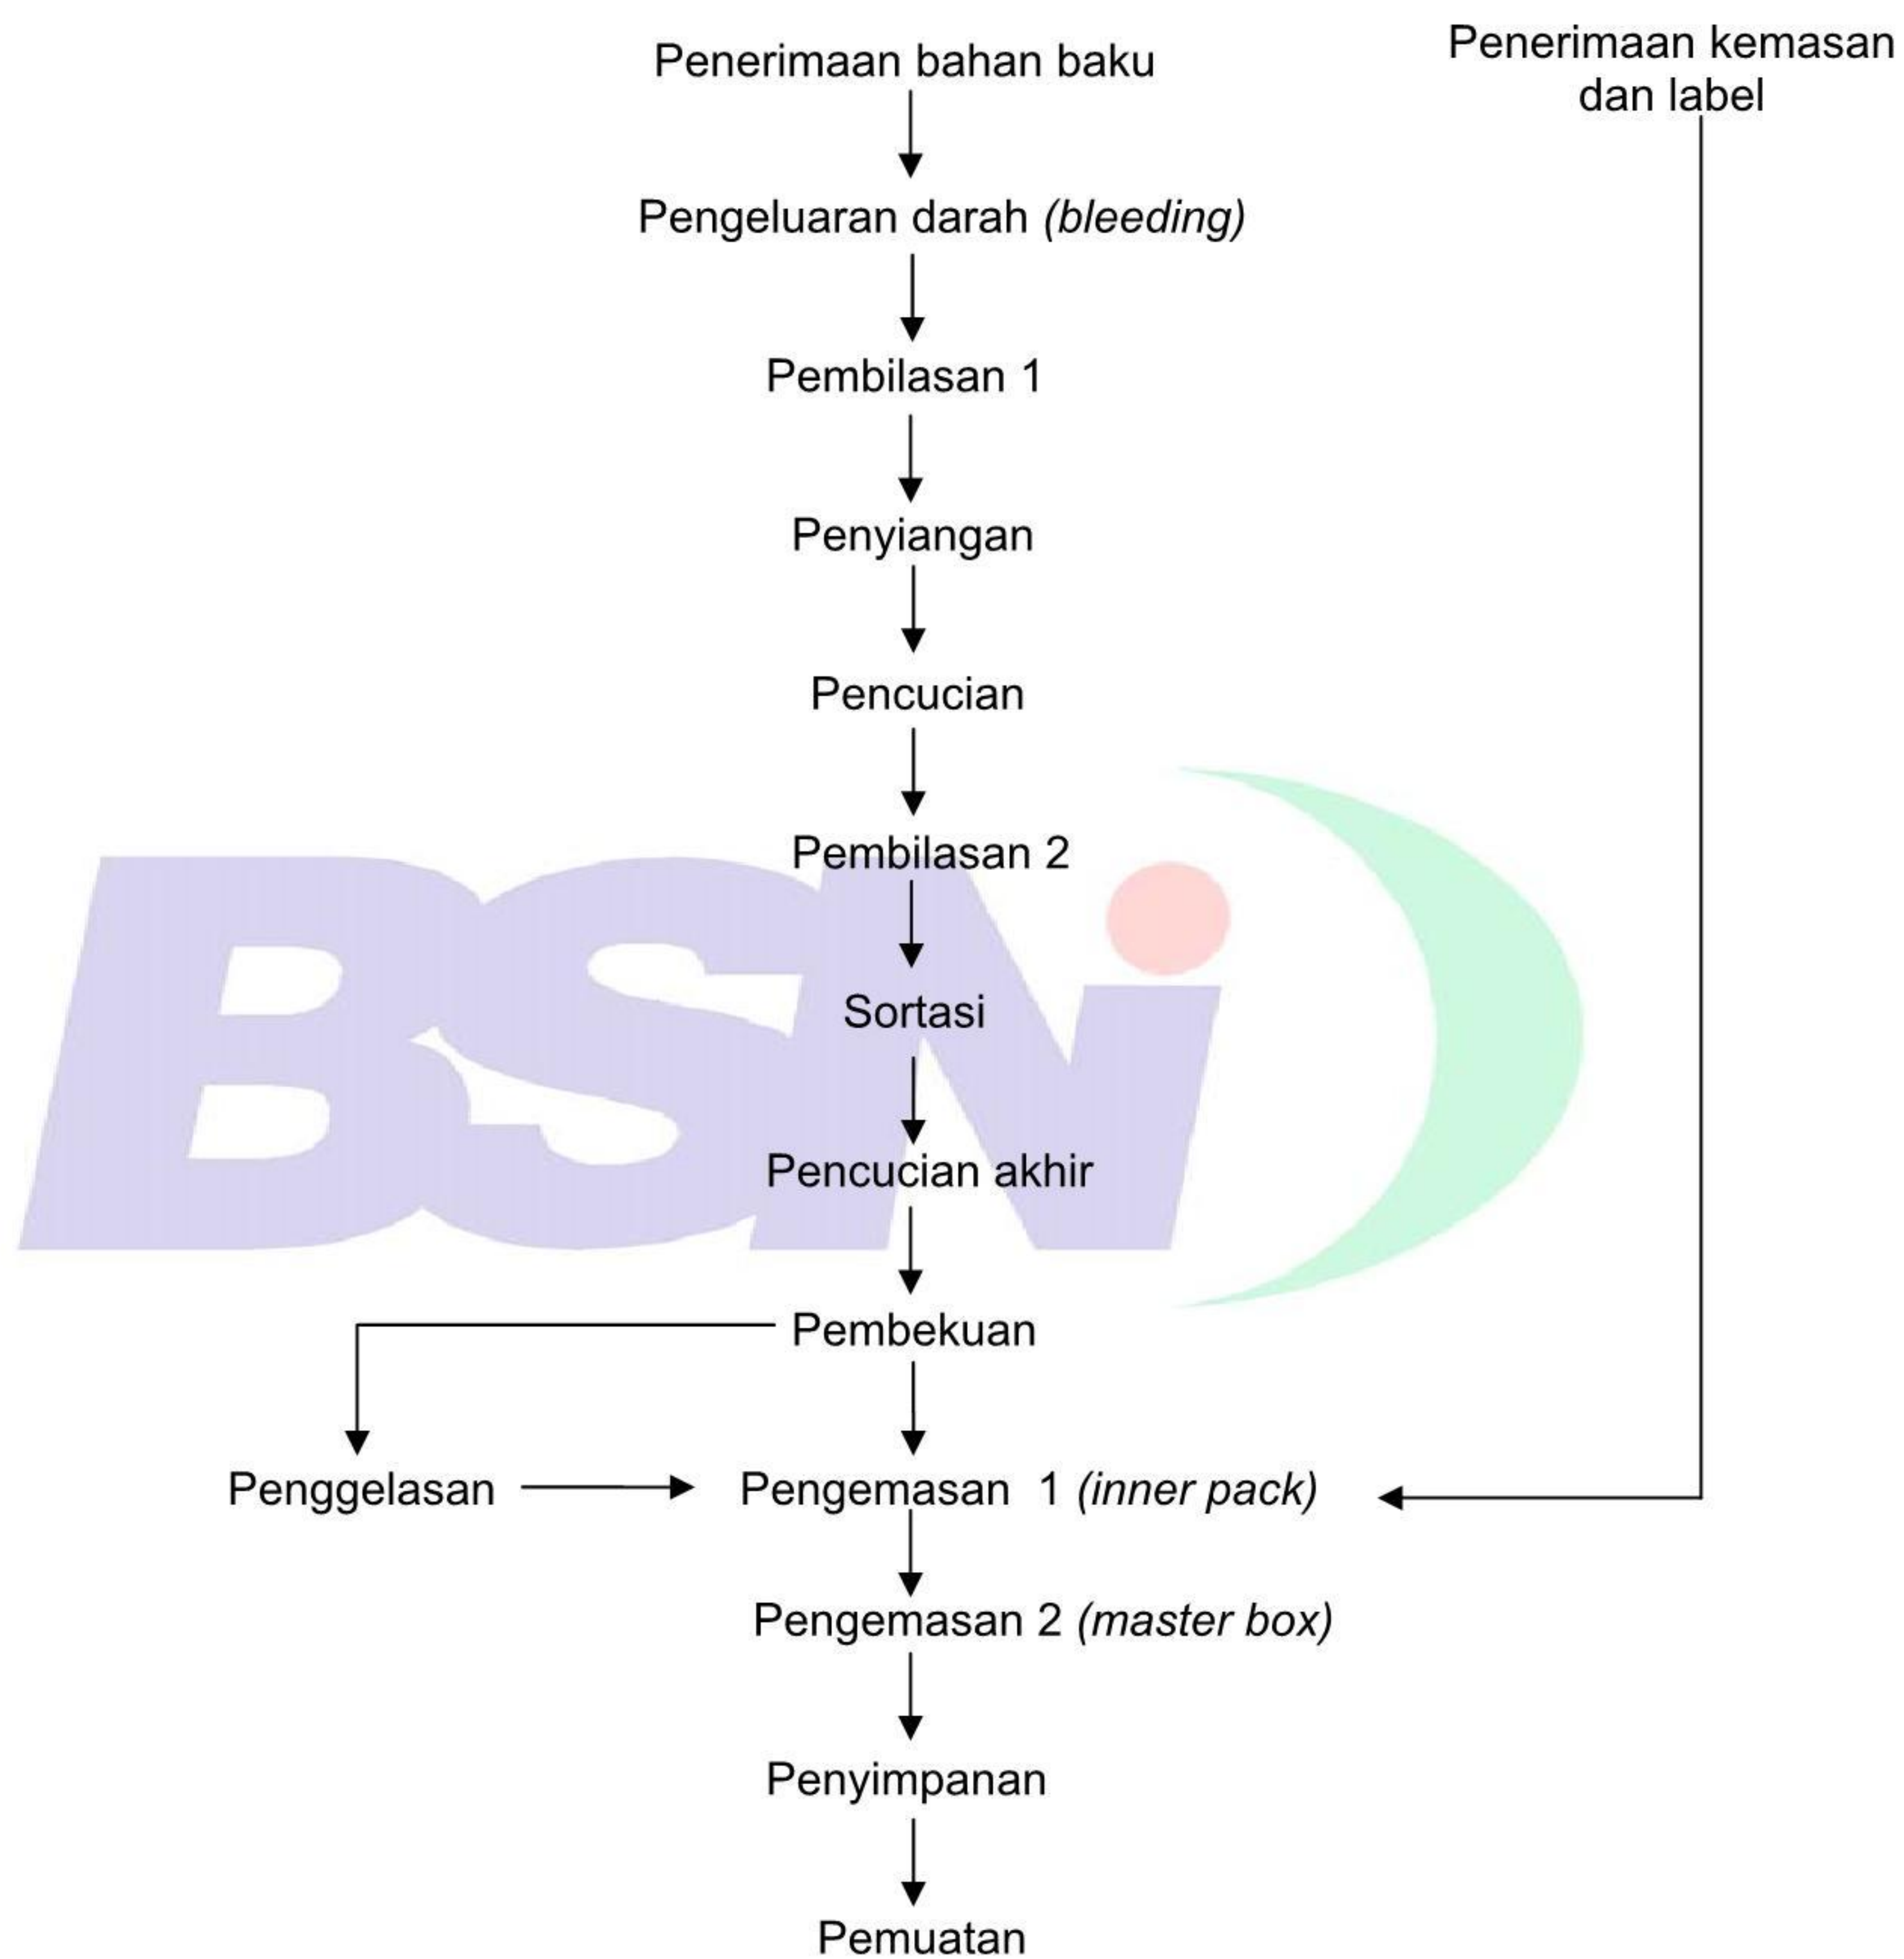 Penerimaan bahan baku
Penerimaan kemasan
dan label
Pengeluaran darah (bleeding)
Pembilasan 1
Penyiangan
Pencucian
Pembilasan 2
BSNi
Sortasi
Pencucian akhir
Pembekuan
Penggelasan
Pengemasan 1 (inner pack)
Pengemasan 2 (master box)
Penyimpanan
Pemuatan